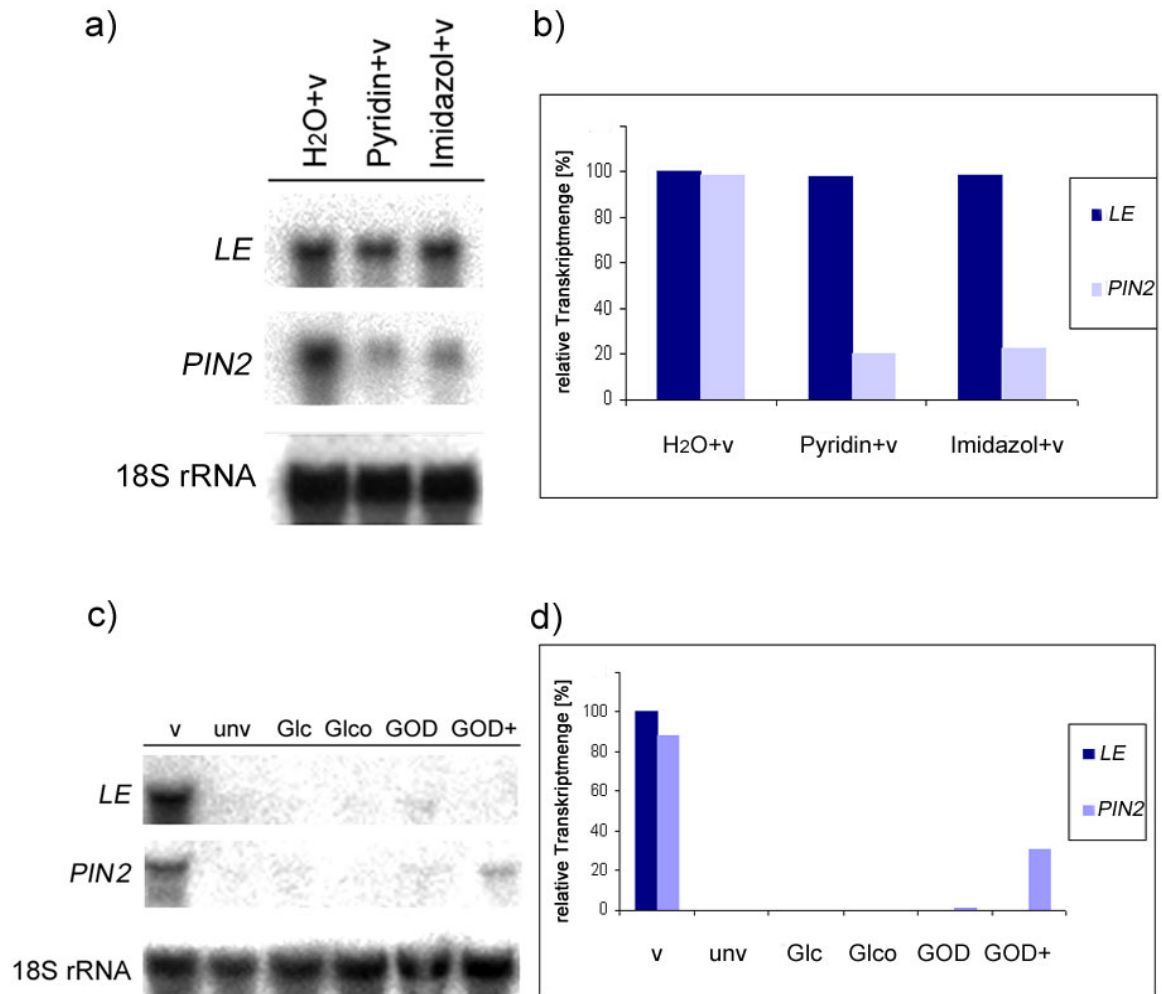 a)
H2O+v
Pyridin+v
Imidazol+v
LE
PIN2
18S rRNA
b)
relative Transkriptmenge [%]
100
80
60
40
20
0
H2O+v Pyridin+v Imidazol+v
LE
PIN2
c)
v unv Glc Glco GOD GOD+
LE
PIN2
18S rRNA
d)
relative Transkriptmenge [%]
100
80
60
40
20
0
v unv Glc Glco GOD GOD+
LE
PIN2